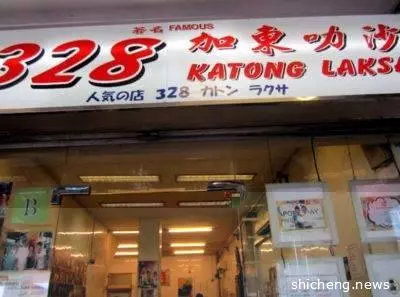 著名 FAMOUS
328 加東叻沙
KATONG LAKSA
人気の店 328 カトン ラクサ
B
shicheng.news